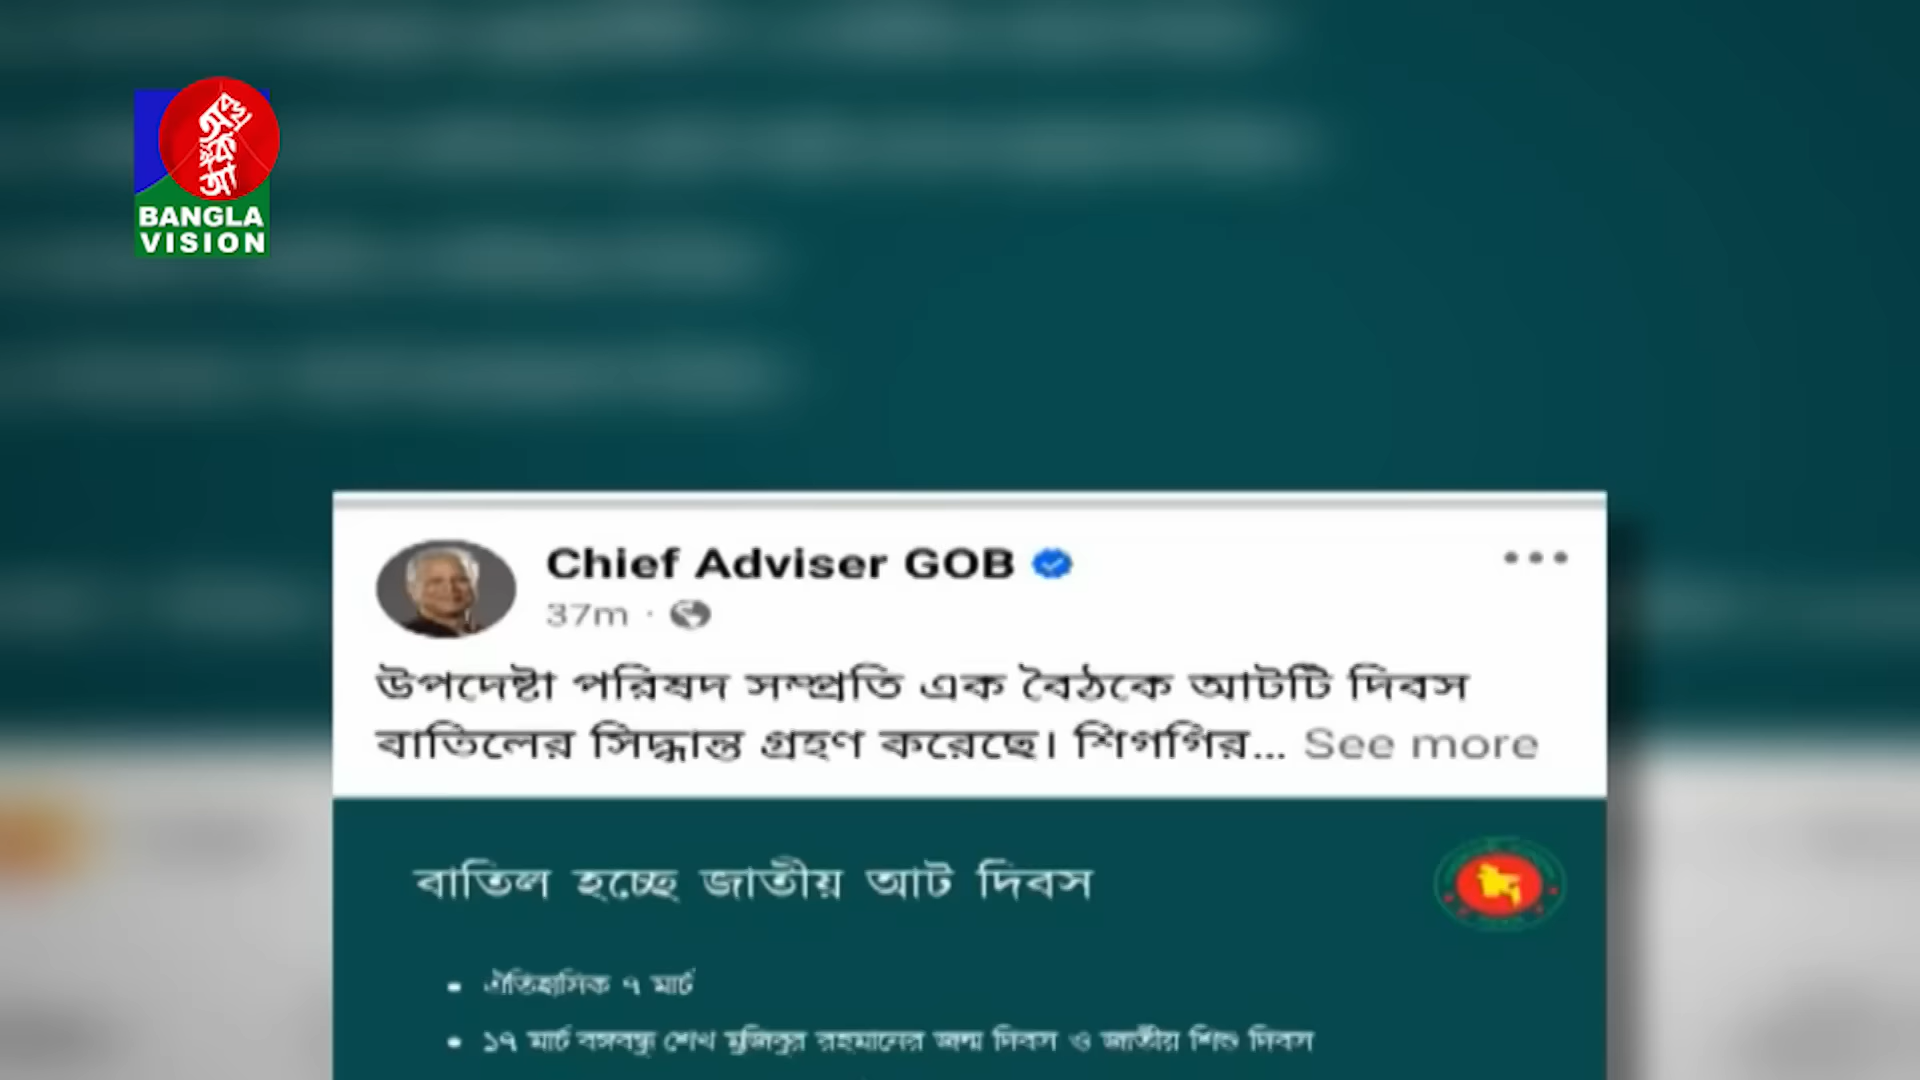 BANGLA
VISION
Chief Adviser GOB
37m ·
উপদেষ্টা পরিষদ সম্প্রতি এক বৈঠকে আটটি দিবস
বাতিলের সিদ্ধান্ত গ্রহণ করেছে। শিগগির... See more
বাতিল হচ্ছে জাতীয় আট দিবস
• ঐতিহাসিক ৭ মার্চ
• ১৭ মার্চ বঙ্গবন্ধু শেখ মুজিবুর রহমানের জন্ম দিবস ও জাতীয় শিশু দিবস